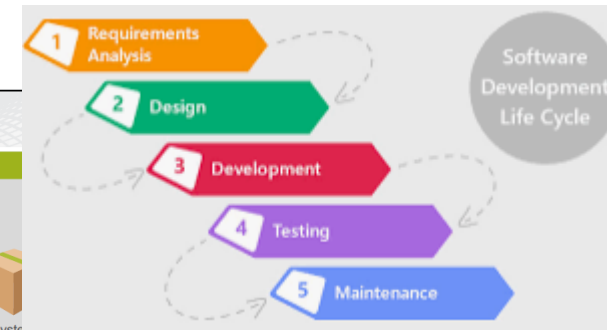 1
Requirements
Analysis
Software
Development
Life Cycle
2
Design
3
Development
4
Testing
5
Maintenance